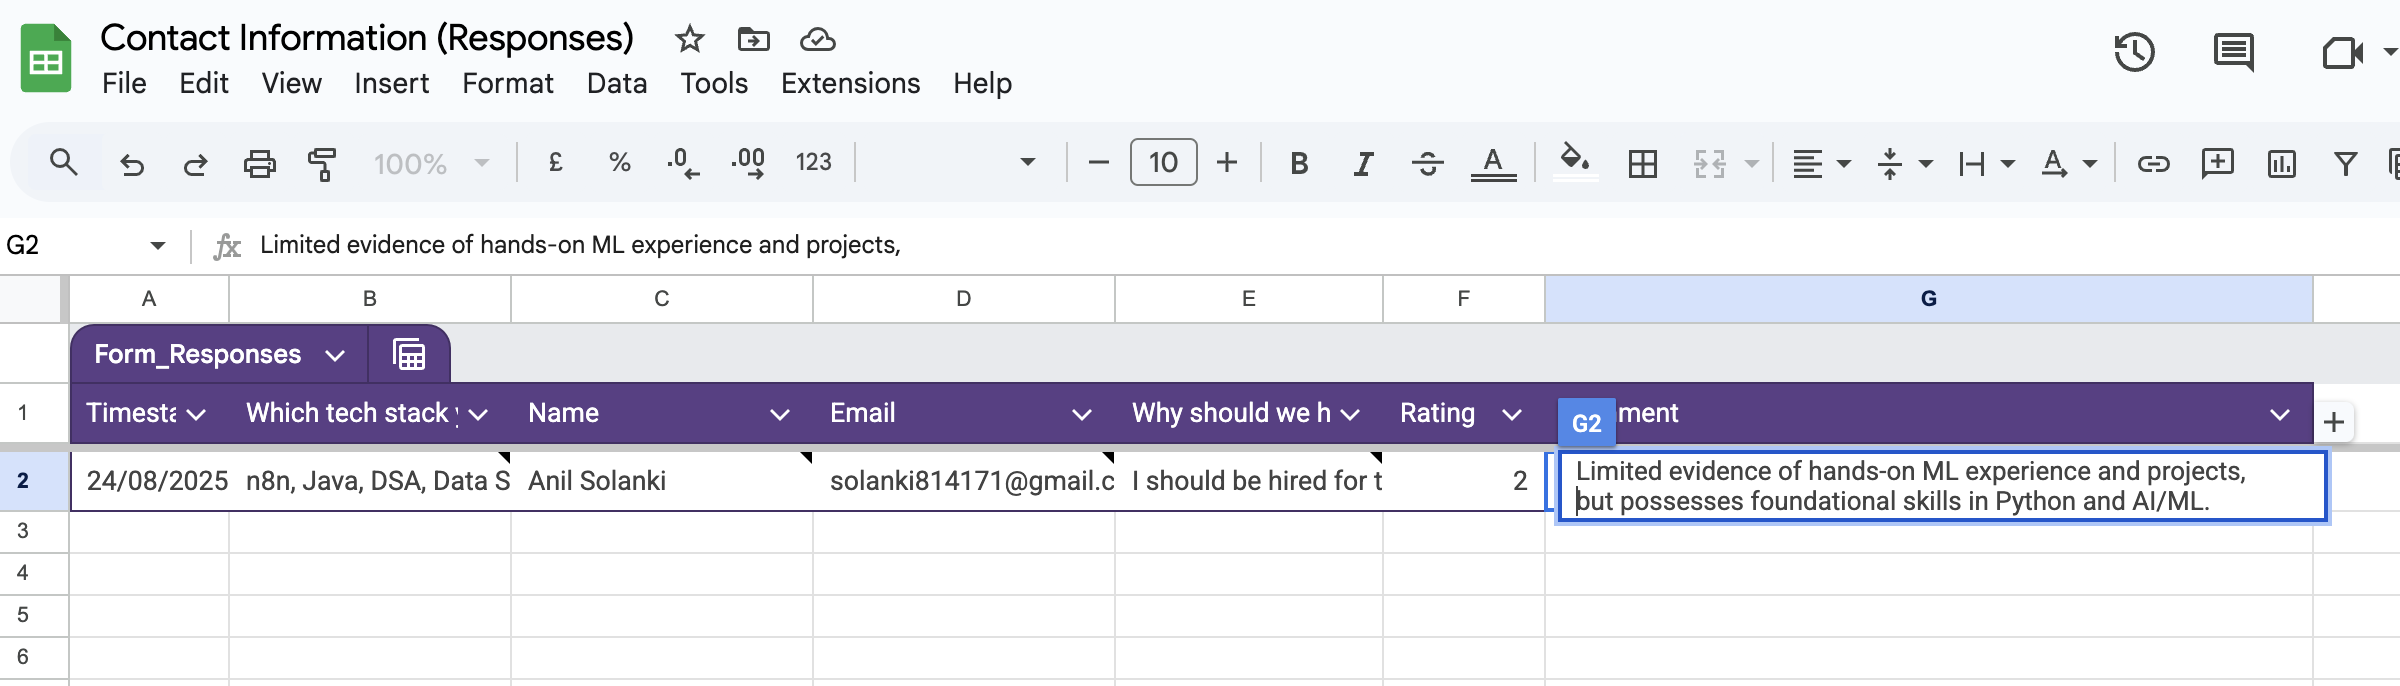 Contact Information (Responses)
File Edit View Insert Format Data Tools Extensions Help
100% £ % .0 .00 123 10 B I A A
G2 fx Limited evidence of hands-on ML experience and projects,
A B C D E F G
Form_Responses
1 Timesta Which tech stack Name Email Why should we h Rating G2 ment
2 24/08/2025 n8n, Java, DSA, Data S Anil Solanki solanki814171@gmail.c I should be hired for t 2 Limited evidence of hands-on ML experience and projects,
but possesses foundational skills in Python and AI/ML.
3
4
5
6